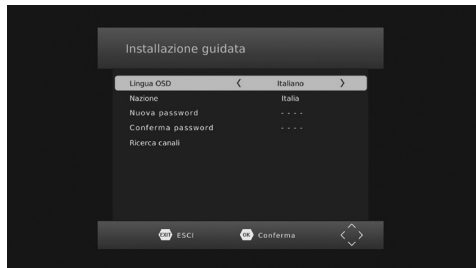 Installazione guidata
Lingua OSD Italiano
Nazione Italia
Nuova password - - - -
Conferma password - - - -
Ricerca canali
EXIT ESCI OK Conferma